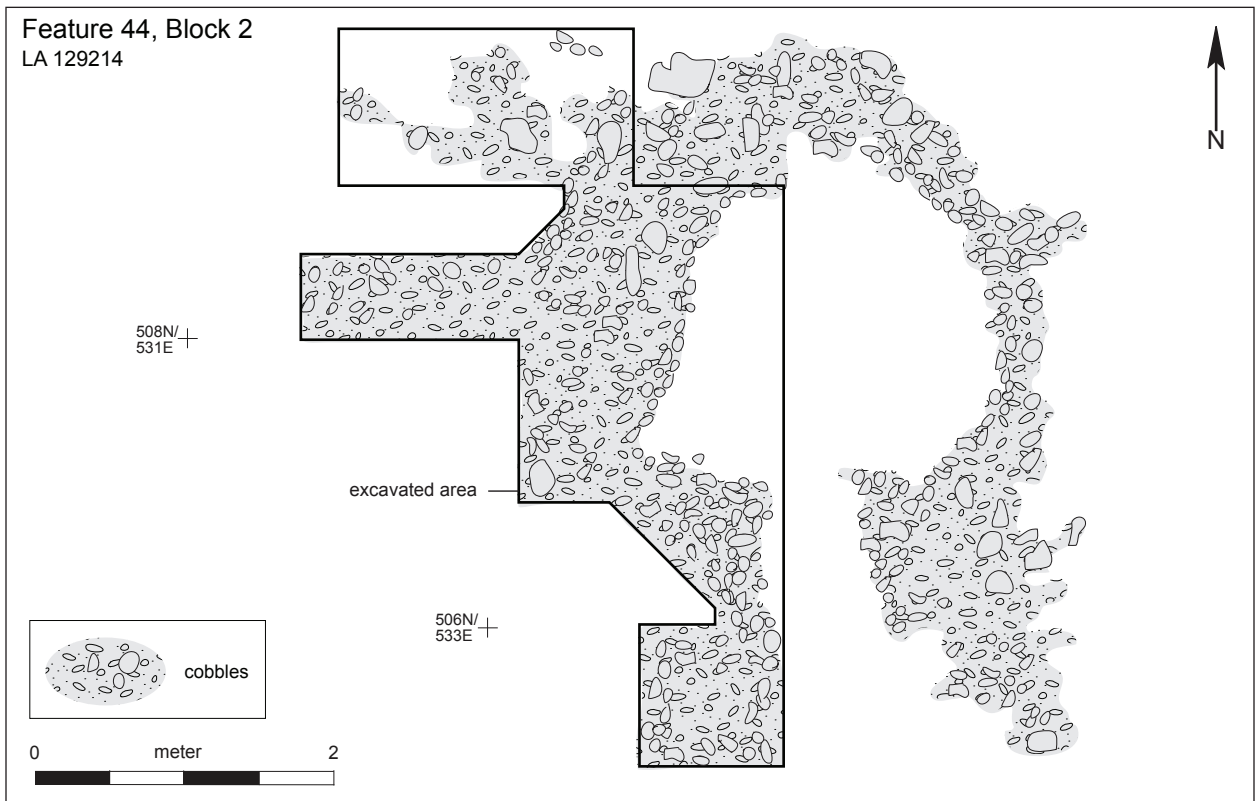 Feature 44, Block 2
LA 129214
N
508N/
531E
excavated area
506N/
533E
cobbles
0 meter 2